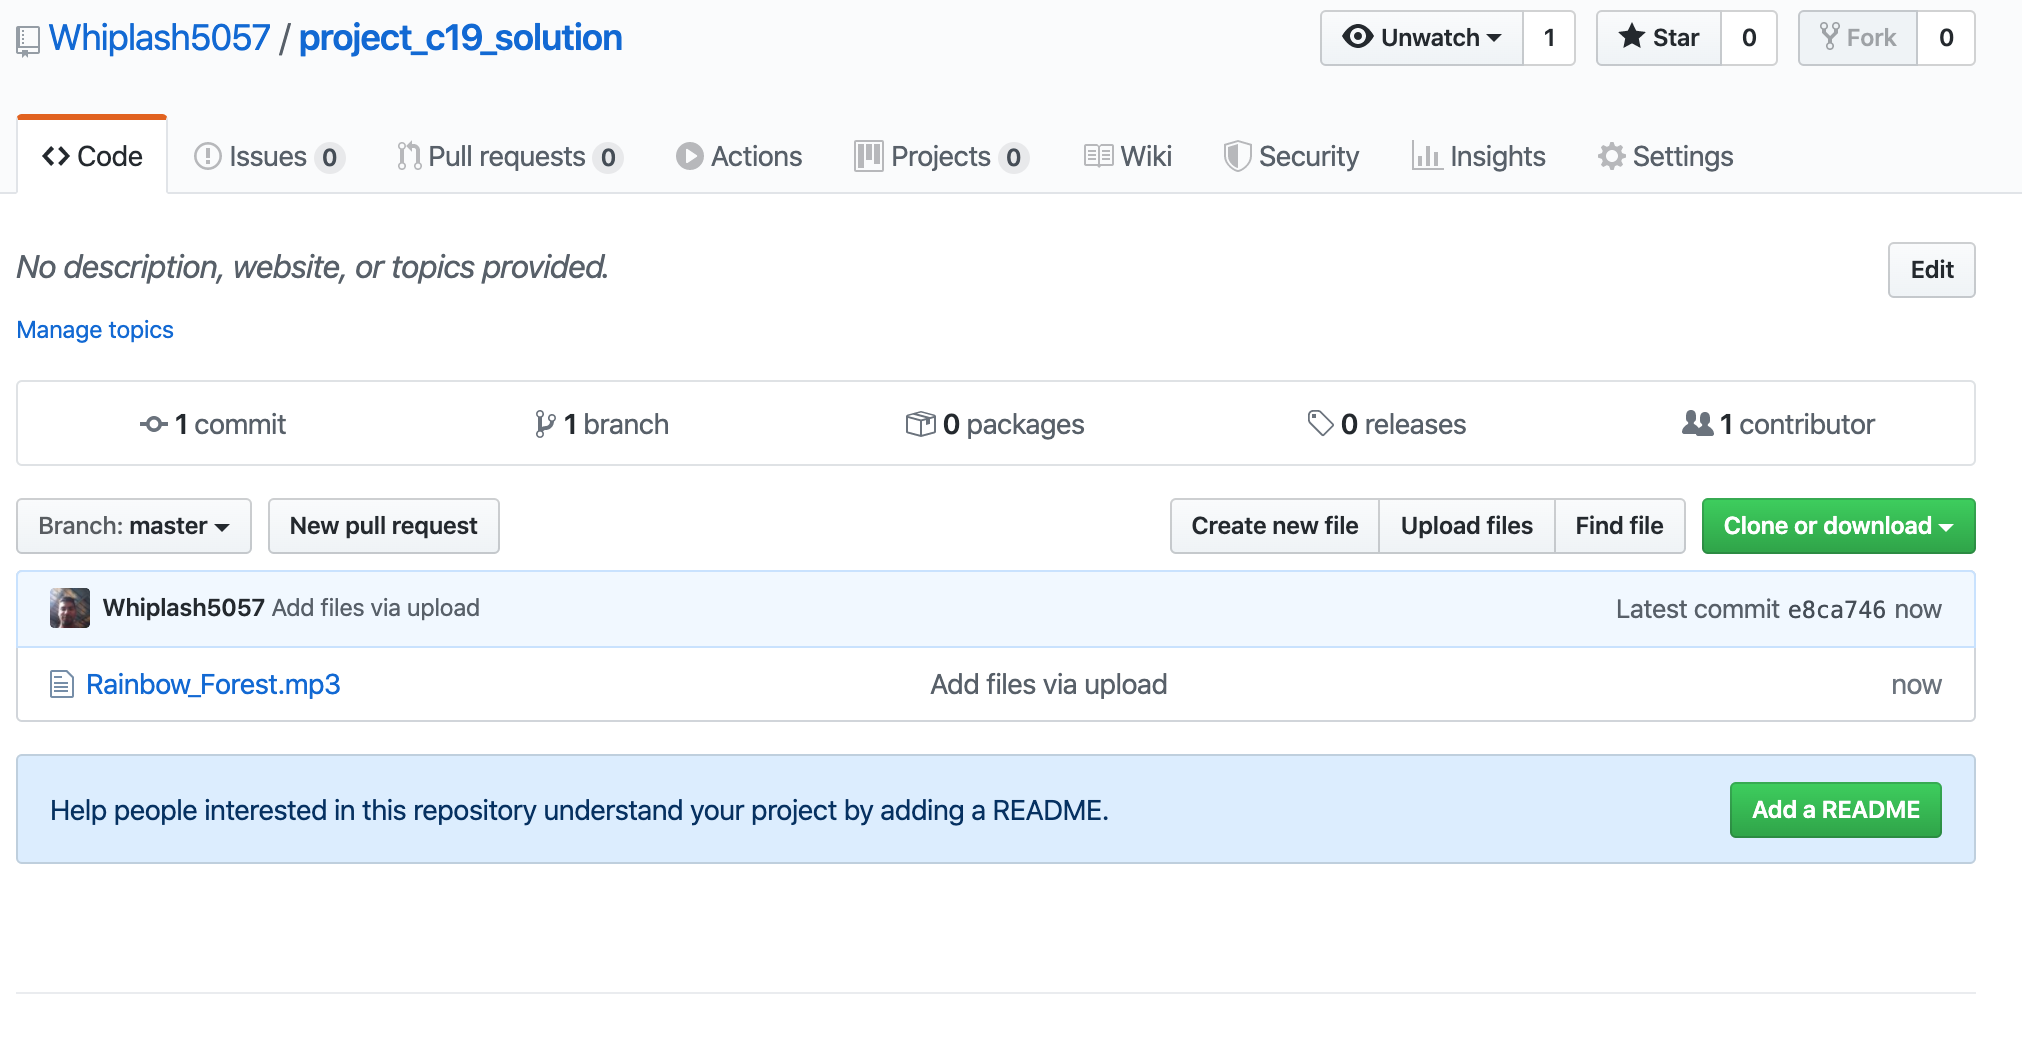 Whiplash5057 / project_c19_solution
Unwatch 1 Star 0 Fork 0
Code Issues 0 Pull requests 0 Actions Projects 0 Wiki Security Insights Settings
No description, website, or topics provided. Edit
Manage topics
1 commit 1 branch 0 packages 0 releases 1 contributor
Branch: master New pull request Create new file Upload files Find file Clone or download
Whiplash5057 Add files via upload Latest commit e8ca746 now
Rainbow_Forest.mp3 Add files via upload now
Help people interested in this repository understand your project by adding a README. Add a README